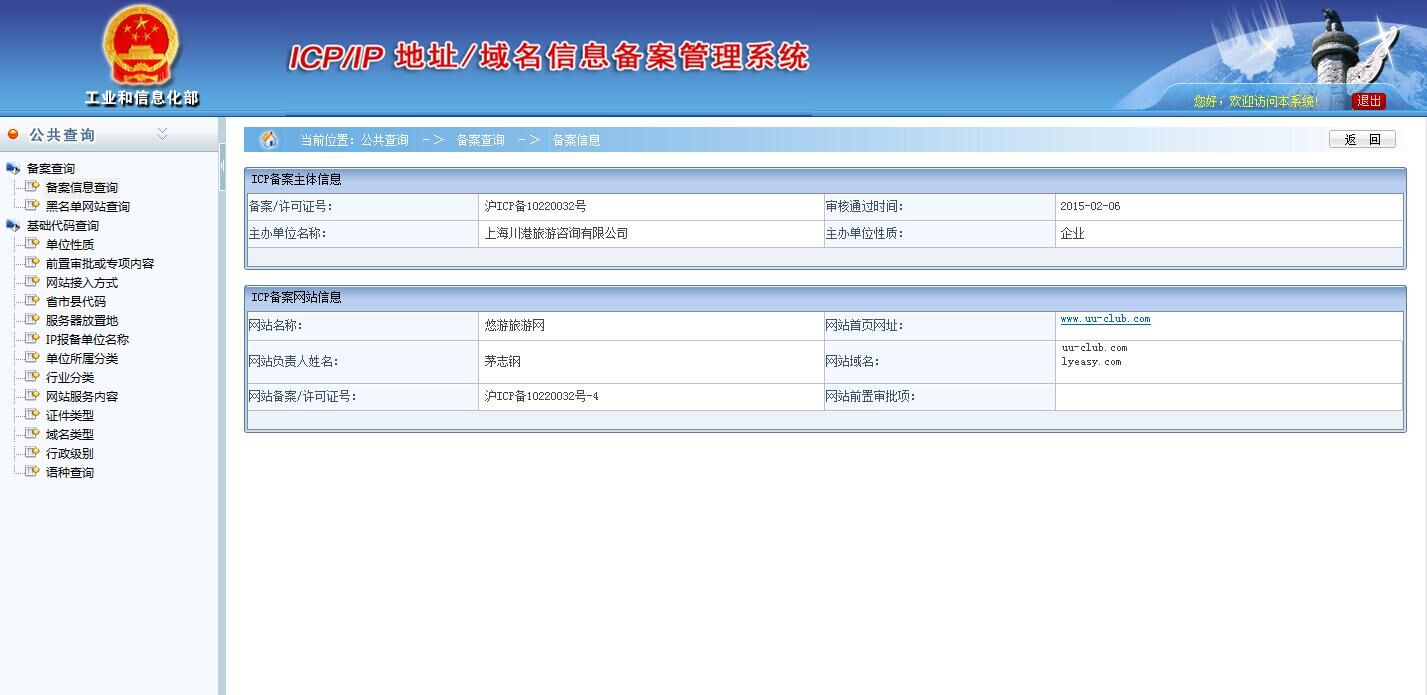 ICP/IP 地址/域名信息备案管理系统
工业和信息化部
您好，欢迎访问本系统!
退出
公共查询
备案查询
备案信息查询
黑名单网站查询
基础代码查询
单位性质
前置审批或专项内容
网站接入方式
省市县代码
服务器放置地
IP报备单位名称
单位所属分类
行业分类
网站服务内容
证件类型
域名类型
行政级别
语种查询
当前位置：公共查询 -> 备案查询 -> 备案信息
返 回
ICP备案主体信息
备案/许可证号： 沪ICP备10220032号 审核通过时间： 2015-02-06
主办单位名称： 上海川港旅游咨询有限公司 主办单位性质： 企业
ICP备案网站信息
网站名称： 悠游旅游网 网站首页网址： www.uu-club.com
网站负责人姓名： 茅志钢 网站域名： uu-club.com
lyeasy.com
网站备案/许可证号： 沪ICP备10220032号-4 网站前置审批项：